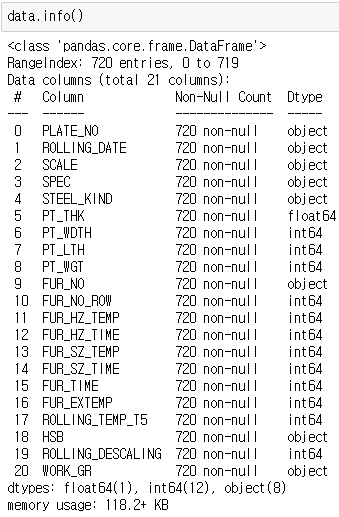 data.info()
<class 'pandas.core.frame.DataFrame'>
RangeIndex: 720 entries, 0 to 719
Data columns (total 21 columns):
 #   Column             Non-Null Count  Dtype
---  ------             --------------  -----
 0   PLATE_NO           720 non-null    object
 1   ROLLING_DATE       720 non-null    object
 2   SCALE              720 non-null    object
 3   SPEC               720 non-null    object
 4   STEEL_KIND         720 non-null    object
 5   PT_THK             720 non-null    float64
 6   PT_WDTH            720 non-null    int64
 7   PT_LTH             720 non-null    int64
 8   PT_WGT             720 non-null    int64
 9   FUR_NO             720 non-null    object
 10  FUR_NO_ROW         720 non-null    int64
 11  FUR_HZ_TEMP        720 non-null    int64
 12  FUR_HZ_TIME        720 non-null    int64
 13  FUR_SZ_TEMP        720 non-null    int64
 14  FUR_SZ_TIME        720 non-null    int64
 15  FUR_TIME           720 non-null    int64
 16  FUR_EXTEMP         720 non-null    int64
 17  ROLLING_TEMP_T5    720 non-null    int64
 18  HSB                720 non-null    object
 19  ROLLING_DESCALING  720 non-null    int64
 20  WORK_GR            720 non-null    object
dtypes: float64(1), int64(12), object(8)
memory usage: 118.2+ KB